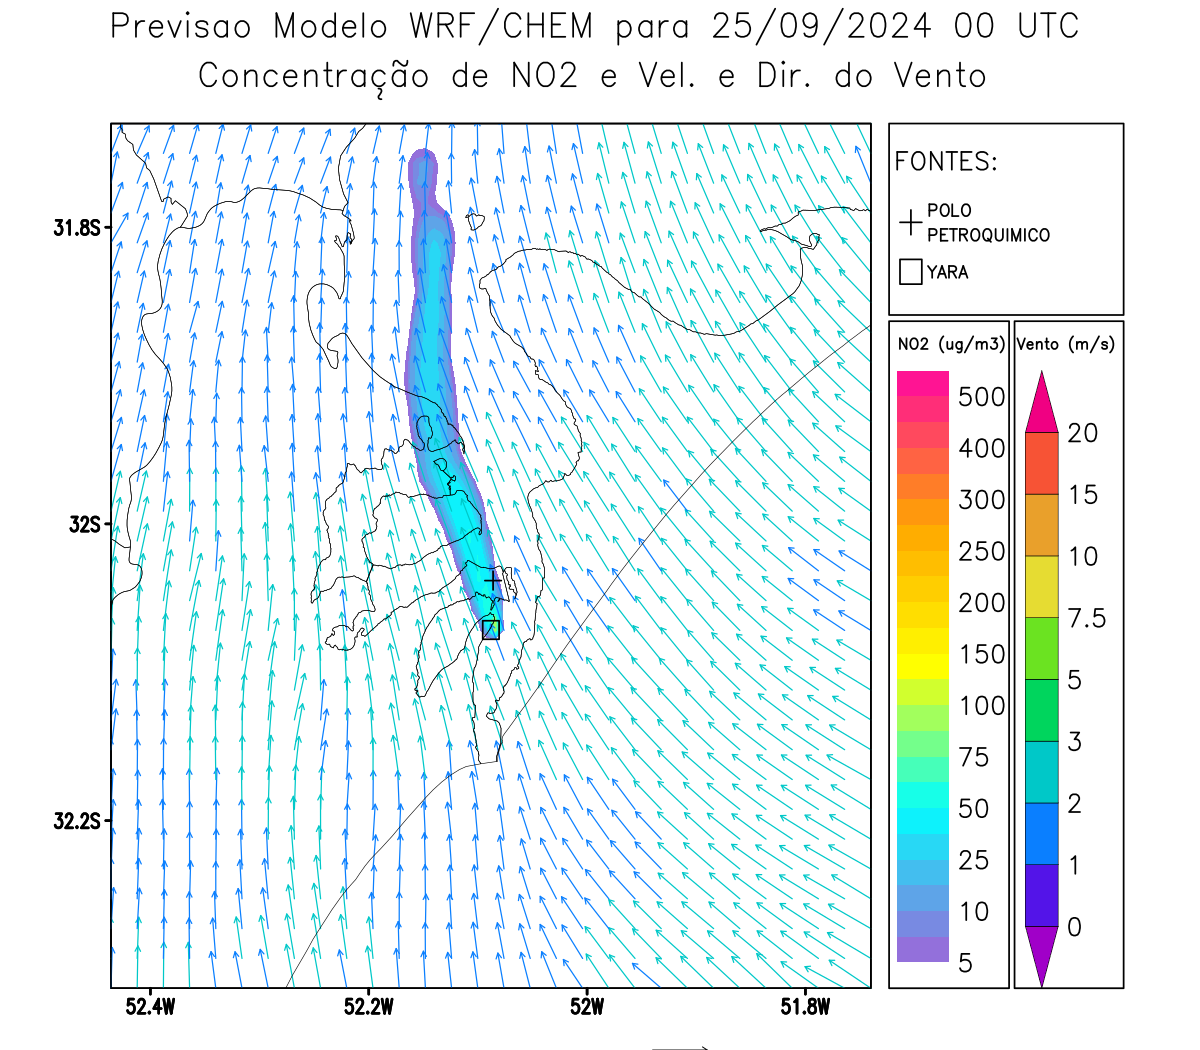 Previsao Modelo WRF/CHEM para 25/09/2024 00 UTC
Concentração de NO2 e Vel. e Dir. do Vento
FONTES:
POLO
PETROQUIMICO
YARA
NO2 (ug/m3)
500
400
300
250
200
150
100
75
50
25
10
5
Vento (m/s)
20
15
10
7.5
5
3
2
1
0
31.8S
32S
32.2S
52.4W
52.2W
52W
51.8W